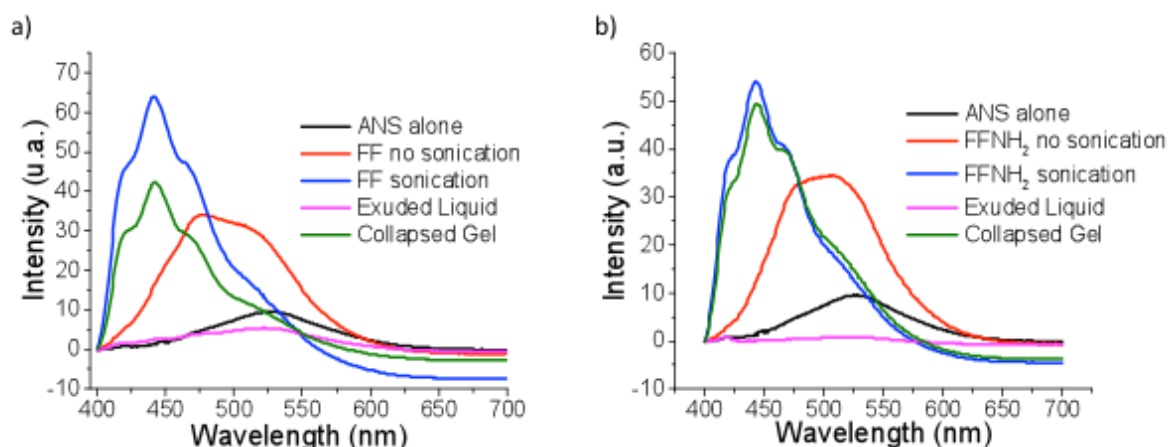 a)
Intensity (u.a.)
70
60
50
40
30
20
10
0
-10
ANS alone
FF no sonication
FF sonication
Exuded Liquid
Collapsed Gel
400 450 500 550 600 650 700
Wavelength (nm)
b)
Intensity (a.u.)
60
50
40
30
20
10
0
-10
ANS alone
FFNH₂ no sonication
FFNH₂ sonication
Exuded Liquid
Collapsed Gel
400 450 500 550 600 650 700
Wavelength (nm)